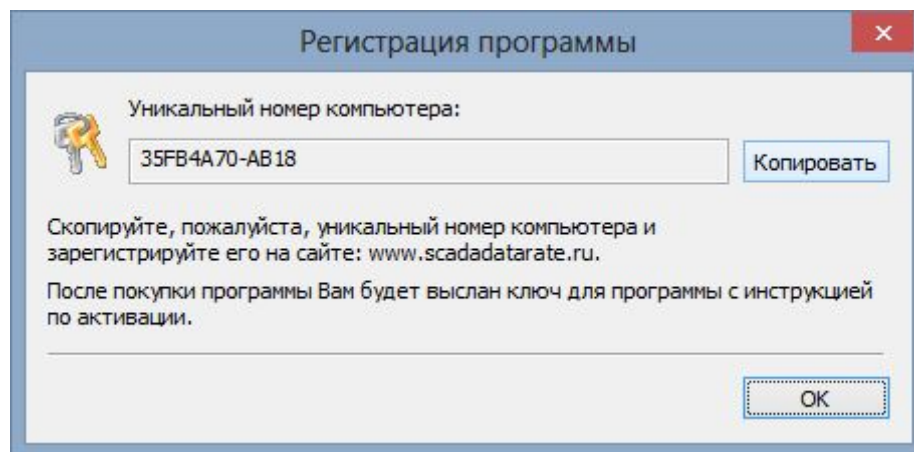 Регистрация программы
Уникальный номер компьютера:
35FB4A70-AB18
Копировать
Скопируйте, пожалуйста, уникальный номер компьютера и
зарегистрируйте его на сайте: www.scadadatarate.ru.
После покупки программы Вам будет выслан ключ для программы с инструкцией
по активации.
OK